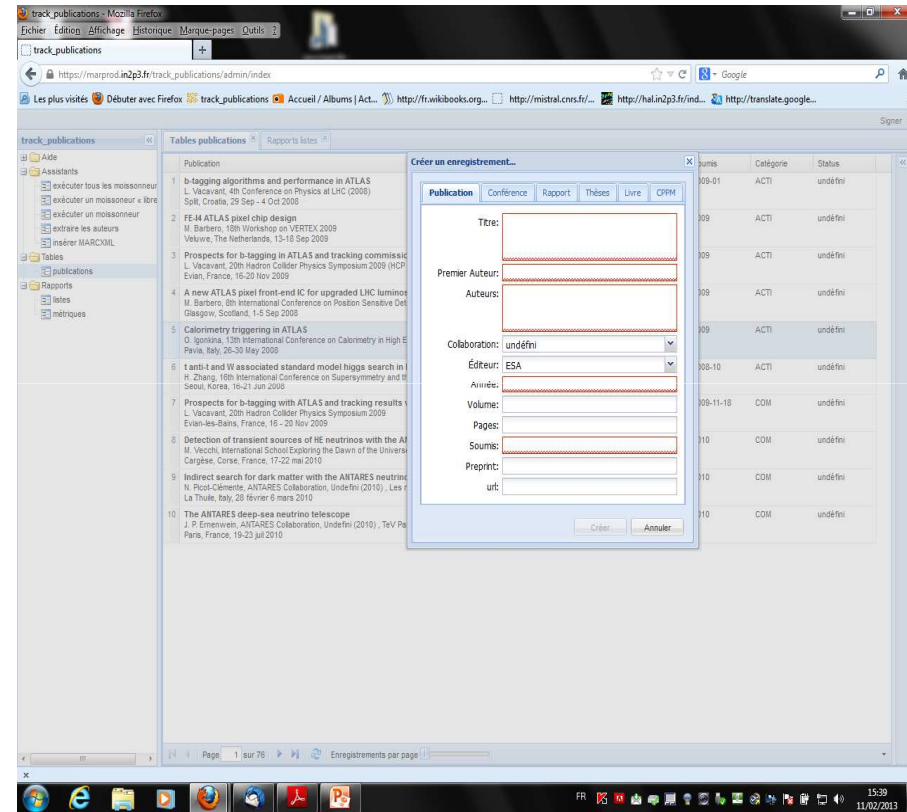 track_publications - Mozilla Firefox
Fichier Édition Affichage Historique Marque-pages Outils ?
track_publications +
https://marprod.in2p3.fr/track_publications/admin/index
Google
Les plus visités Débuter avec Firefox track_publications Accueil / Albums | Act... http://fr.wikibooks.org... http://mistral.cnrs.fr/... http://hal.in2p3.fr/ind... http://translate.google...
Signer
track_publications
Aide
Assistants
exécuter tous les moissonneur
exécuter un moissoneur « libre
exécuter un moissonneur
extraire les auteurs
insérer MARCXML
Tables
publications
Rapports
listes
métriques
Tables publications Rapports listes
Publication
oumis Catégorie Status
1 b-tagging algorithms and performance in ATLAS
L. Vacavant, 4th Conference on Physics at LHC (2008)
Split, Croatia, 29 Sep - 4 Oct 2008
009-01 ACTI undéfini
2 FE-I4 ATLAS pixel chip design
M. Barbero, 18th Workshop on VERTEX 2009
Veluwe, The Netherlands, 13-18 Sep 2009
009 ACTI undéfini
3 Prospects for b-tagging in ATLAS and tracking commissic
L. Vacavant, 20th Hadron Collider Physics Symposium 2009 (HCP
Evian, France, 16-20 Nov 2009
009 ACTI undéfini
4 A new ATLAS pixel front-end IC for upgraded LHC luminos
M. Barbero, 8th International Conference on Position Sensitive Det
Glasgow, Scotland, 1-5 Sep 2008
009 ACTI undéfini
5 Calorimetry triggering in ATLAS
O. Igonkina, 13th International Conference on Calorimetry in High E
Pavia, Italy, 26-30 May 2008
009 ACTI undéfini
6 t anti-t and W associated standard model higgs search in
H. Zhang, 16th International Conference on Supersymmetry and th
Seoul, Korea, 16-21 Jun 2008
008-10 ACTI undéfini
7 Prospects for b-tagging with ATLAS and tracking results
L. Vacavant, 20th Hadron Collider Physics Symposium 2009
Evian-les-Bains, France, 16 - 20 Nov 2009
009-11-18 COM undéfini
8 Detection of transient sources of HE neutrinos with the
M. Vecchi, International School Exploring the Dawn of the Univers
Cargèse, Corse, France, 17-22 mai 2010
010 COM undéfini
9 Indirect search for dark matter with the ANTARES neutrin
N. Picot-Clémente, ANTARES Collaboration, Undefini (2010) , Les
La Thuile, Italy, 28 février 6 mars 2010
010 COM undéfini
10 The ANTARES deep-sea neutrino telescope
J. P. Ernenwein, ANTARES Collaboration, Undefini (2010) , TeV Pa
Paris, France, 19-23 juil 2010
010 COM undéfini
Créer un enregistrement...
Publication Conférence Rapport Thèses Livre CPPM
Titre:
Premier Auteur:
Auteurs:
Collaboration: undéfini
Éditeur: ESA
Année:
Volume:
Pages:
Soumis:
Preprint:
url:
Créer Annuler
Page 1 sur 76 Enregistrements par page
x
FR
15:39
11/02/2013